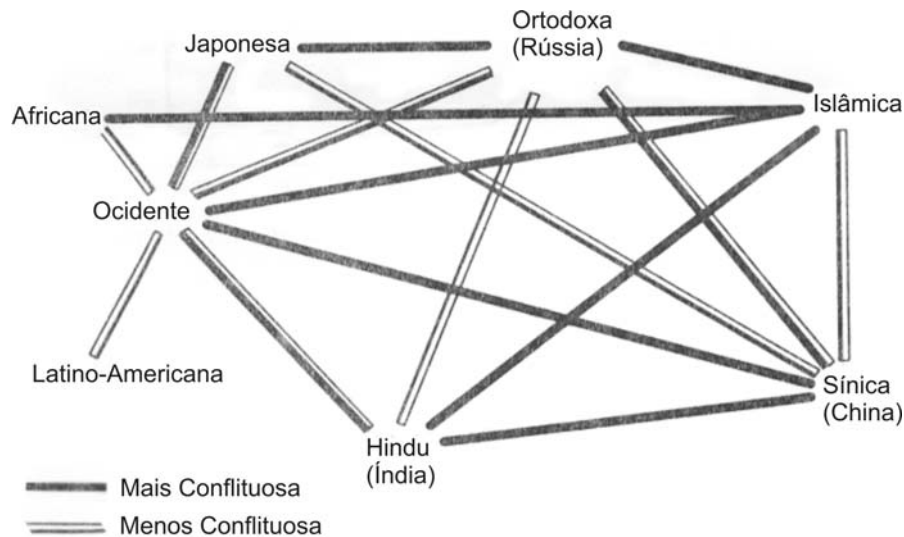 Ortodoxa
(Rússia)
Japonesa
Islâmica
Africana
Ocidente
Latino-Americana
Sínica
(China)
Hindu
(Índia)
Mais Conflituosa
Menos Conflituosa